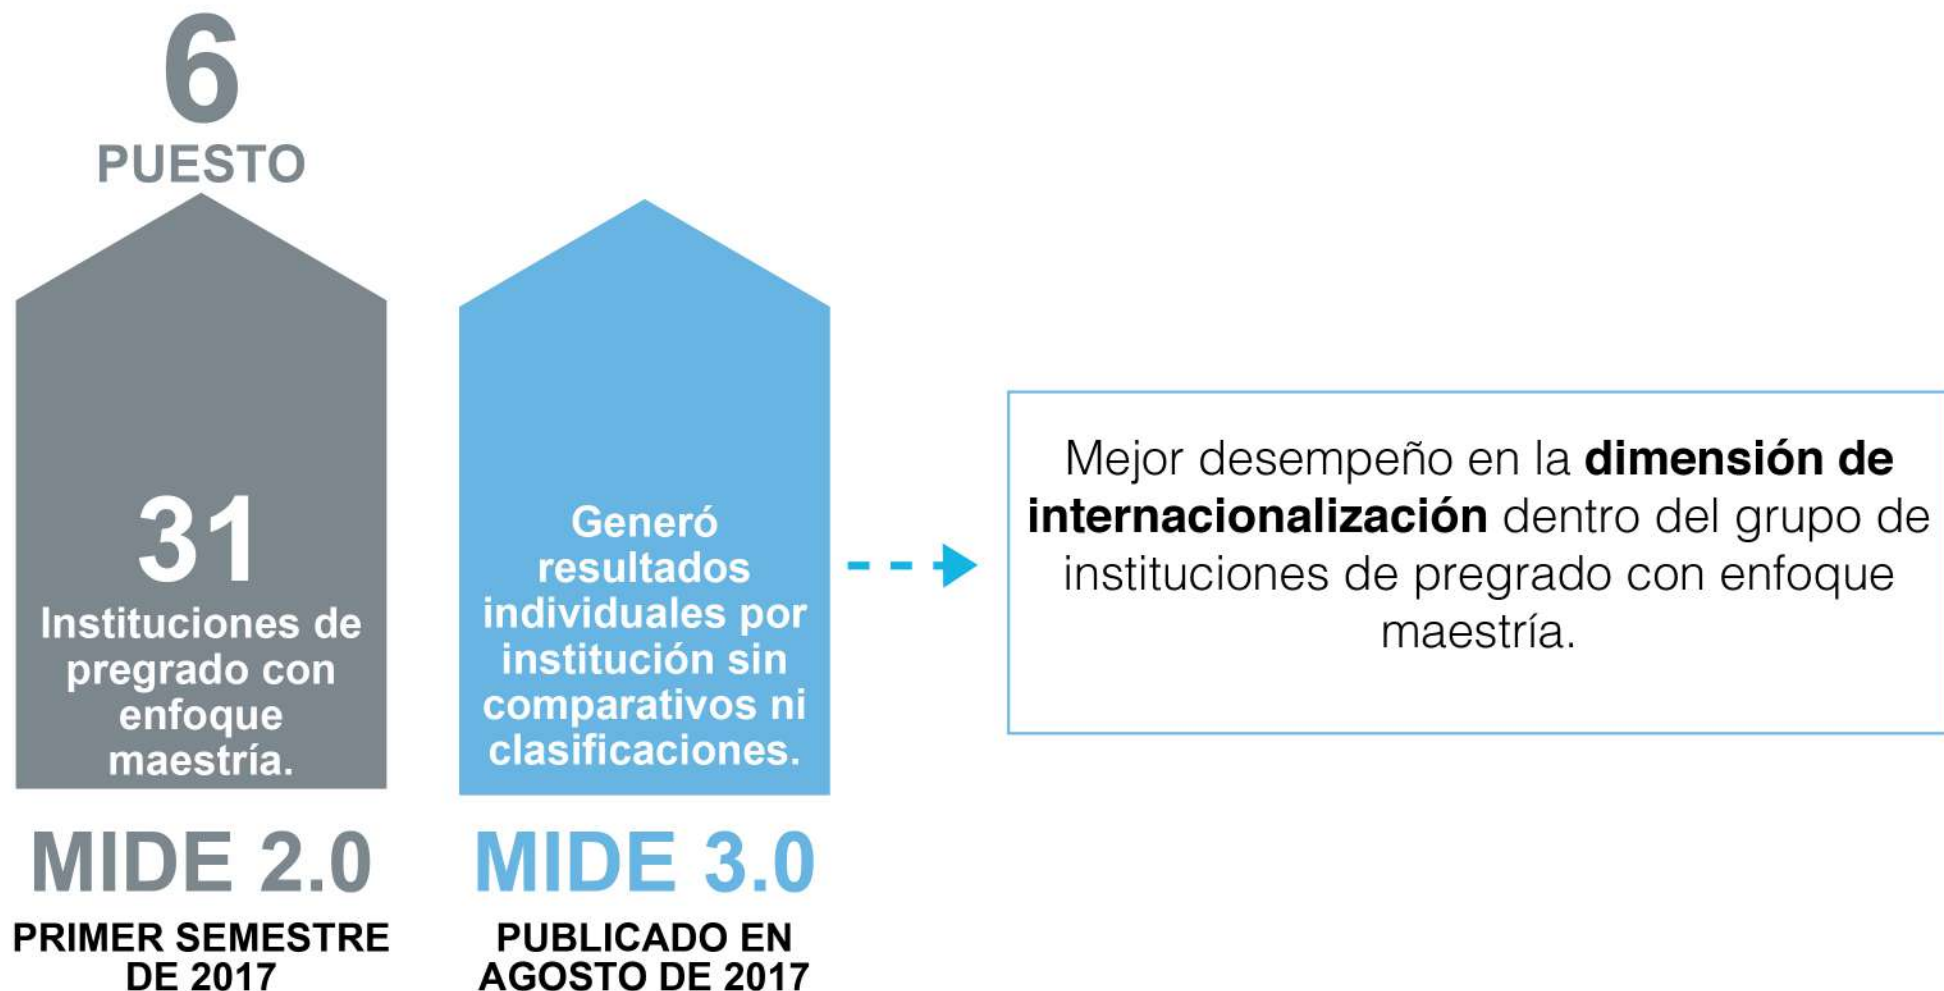 6
PUESTO
31
Instituciones de
pregrado con
enfoque
maestría.
MIDE 2.0
PRIMER SEMESTRE
DE 2017
Generó
resultados
individuales por
institución sin
comparativos ni
clasificaciones.
MIDE 3.0
PUBLICADO EN
AGOSTO DE 2017
Mejor desempeño en la dimensión de
internacionalización dentro del grupo de
instituciones de pregrado con enfoque
maestría.